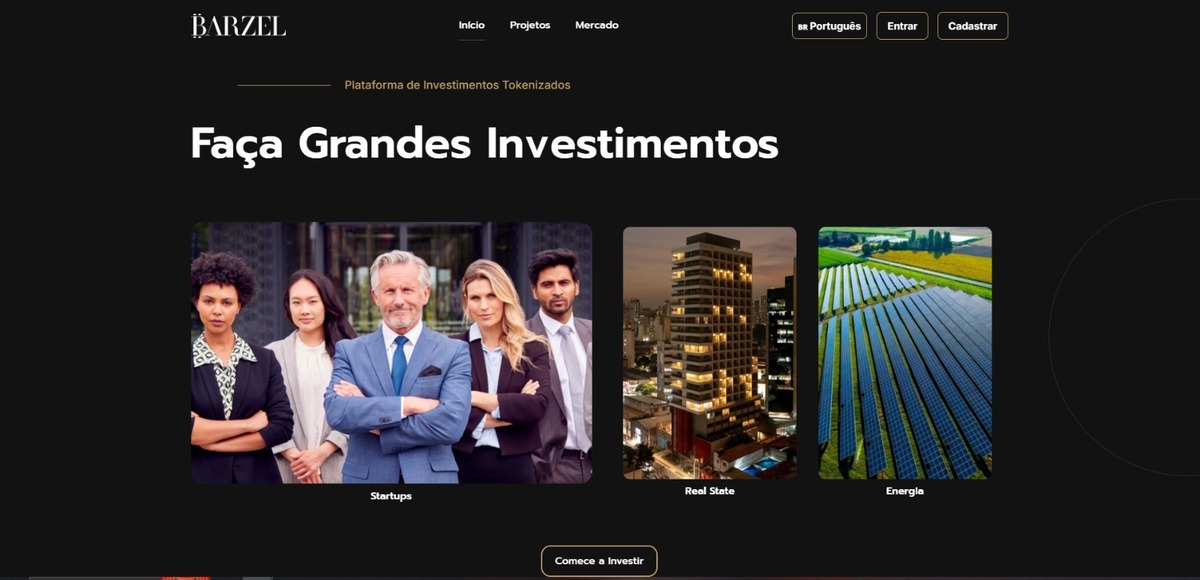 BARZEL
Início
Projetos
Mercado
BR Português
Entrar
Cadastrar
Plataforma de Investimentos Tokenizados
Faça Grandes Investimentos
Startups
Real State
Energia
Comece a Investir